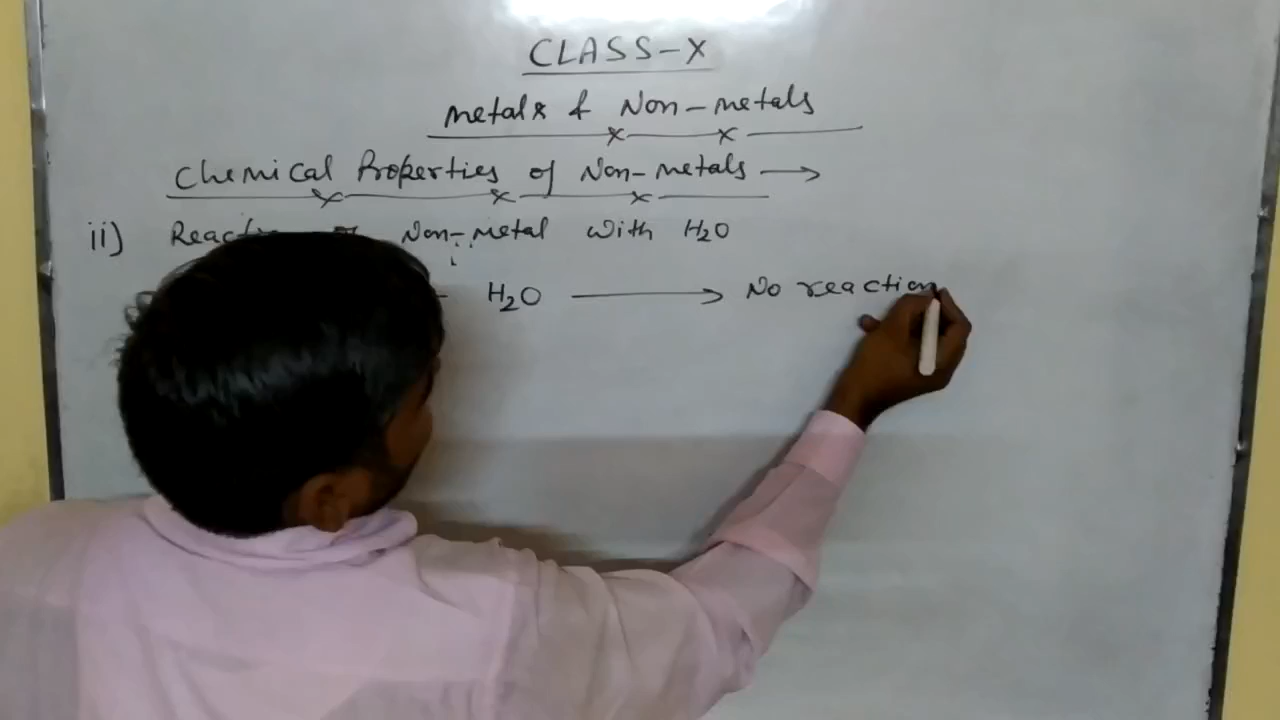 CLASS-X
Metals & Non-metals
Chemical Properties of Non-metals →
ii) Non-metal with H2O
H2O → No reaction